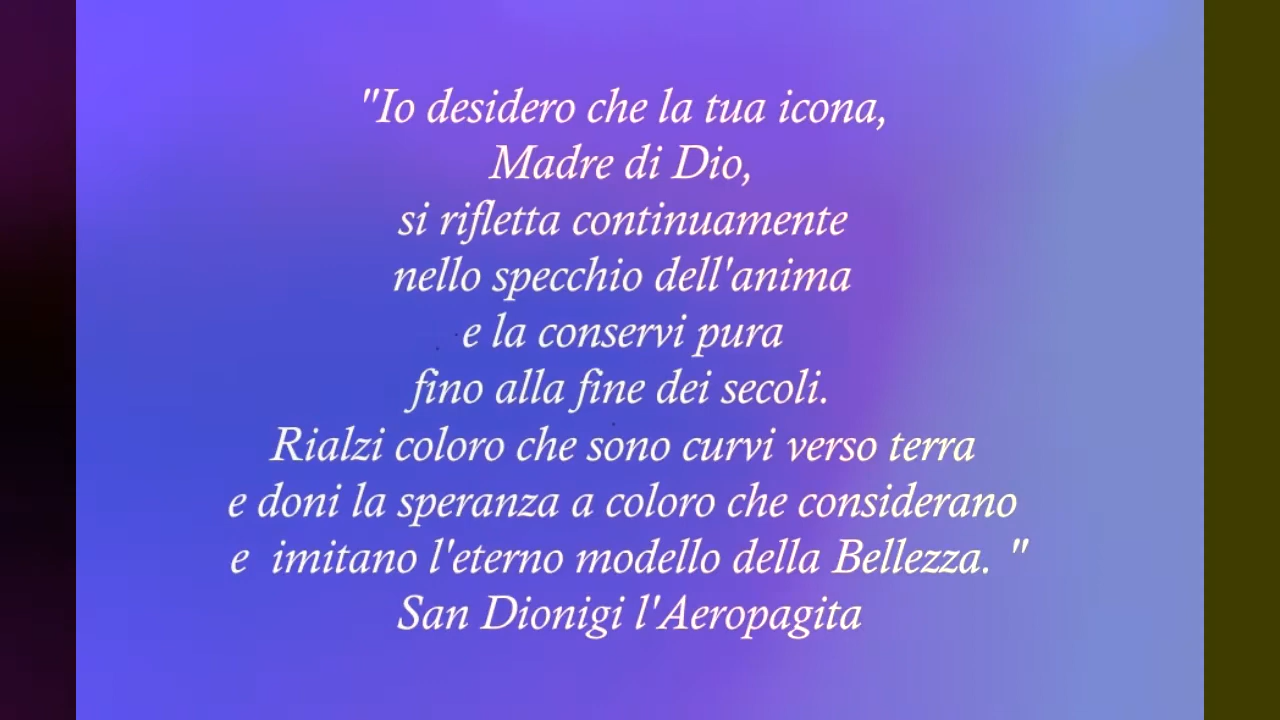 "Io desidero che la tua icona,
Madre di Dio,
si rifletta continuamente
nello specchio dell'anima
e la conservi pura
fino alla fine dei secoli.
Rialzi coloro che sono curvi verso terra
e doni la speranza a coloro che considerano
e  imitano l'eterno modello della Bellezza. "
San Dionigi l'Aeropagita